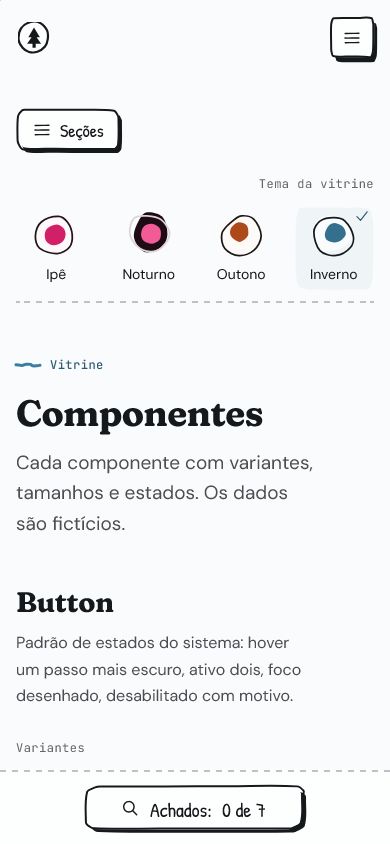 Seções
Tema da vitrine
Ipê
Noturno
Outono
Inverno
Vitrine
Componentes
Cada componente com variantes,
tamanhos e estados. Os dados
são fictícios.
Button
Padrão de estados do sistema: hover
um passo mais escuro, ativo dois, foco
desenhado, desabilitado com motivo.
Variantes
Achados: 0 de 7